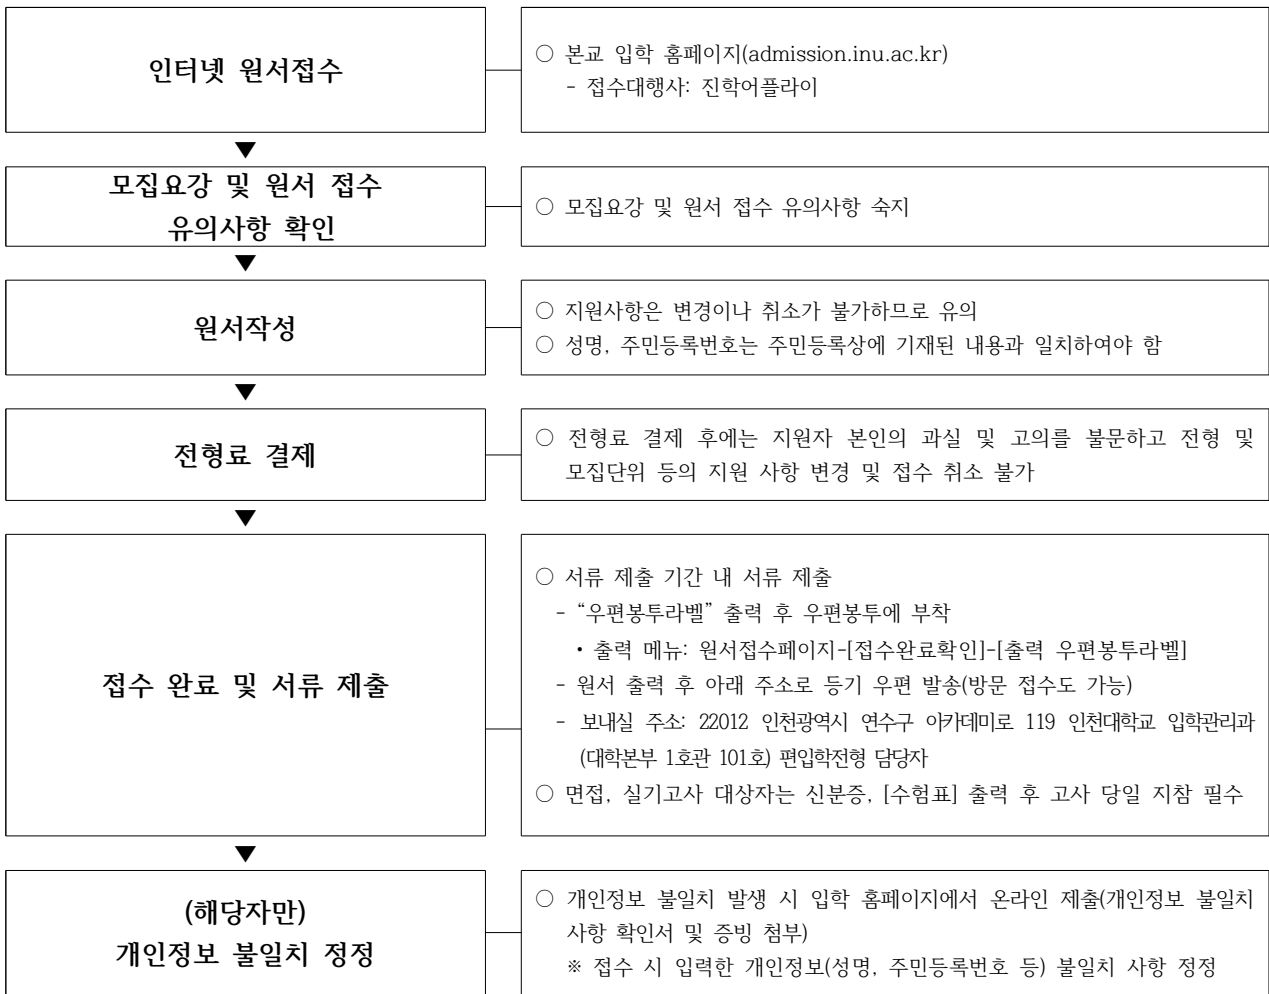 인터넷 원서접수
○ 본교 입학 홈페이지(admission.inu.ac.kr)
- 접수대행사: 진학어플라이
▼
모집요강 및 원서 접수
유의사항 확인
○ 모집요강 및 원서 접수 유의사항 숙지
▼
원서작성
○ 지원사항은 변경이나 취소가 불가하므로 유의
○ 성명, 주민등록번호는 주민등록상에 기재된 내용과 일치하여야 함
▼
전형료 결제
○ 전형료 결제 후에는 지원자 본인의 과실 및 고의를 불문하고 전형 및
모집단위 등의 지원 사항 변경 및 접수 취소 불가
▼
접수 완료 및 서류 제출
○ 서류 제출 기간 내 서류 제출
- “우편봉투라벨” 출력 후 우편봉투에 부착
• 출력 메뉴: 원서접수페이지-[접수완료확인]-[출력 우편봉투라벨]
- 원서 출력 후 아래 주소로 등기 우편 발송(방문 접수도 가능)
- 보내실 주소: 22012 인천광역시 연수구 아카데미로 119 인천대학교 입학관리과
(대학본부 1호관 101호) 편입학전형 담당자
○ 면접, 실기고사 대상자는 신분증, [수험표] 출력 후 고사 당일 지참 필수
▼
(해당자만)
개인정보 불일치 정정
○ 개인정보 불일치 발생 시 입학 홈페이지에서 온라인 제출(개인정보 불일치
사항 확인서 및 증빙 첨부)
※ 접수 시 입력한 개인정보(성명, 주민등록번호 등) 불일치 사항 정정